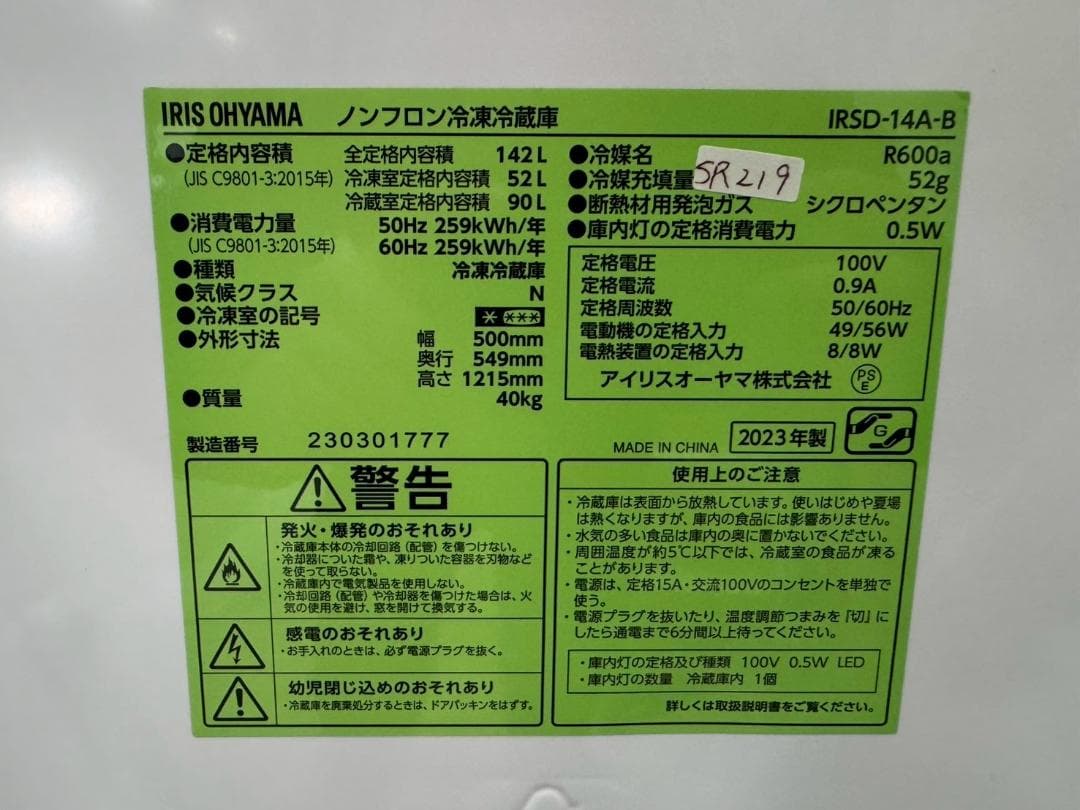 IRIS OHYAMA ノンフロン冷凍冷蔵庫 IRSD-14A-B
●定格内容積 全定格内容積 142L
(JIS C9801-3:2015年) 冷凍室定格内容積 52L
冷蔵室定格内容積 90L
●消費電力量 50Hz 259kWh/年
(JIS C9801-3:2015年) 60Hz 259kWh/年
●種類 冷凍冷蔵庫
●気候クラス N
●冷凍室の記号
●外形寸法 幅 500mm
奥行 549mm
高さ 1215mm
●質量 40kg
製造番号 230301777
●冷媒名 R600a
SR219
●冷媒充填量 52g
●断熱材用発泡ガス シクロペンタン
●庫内灯の定格消費電力 0.5W
定格電圧 100V
定格電流 0.9A
定格周波数 50/60Hz
電動機の定格入力 49/56W
電熱装置の定格入力 8/8W
アイリスオーヤマ株式会社 PS E
MADE IN CHINA 2023年製 G
警告
発火・爆発のおそれあり
・冷蔵庫本体の冷却回路（配管）を傷つけない。
・冷却器についた霜や、凍りついた容器を刃物など
を使って取らない。
・冷蔵庫内で電気製品を使用しない。
・冷却回路（配管）や冷却器を傷つけた場合は、火
気の使用を避け、窓を開けて換気する。
感電のおそれあり
・お手入れのときは、必ず電源プラグを抜く。
幼児閉じ込めのおそれあり
・冷蔵庫を廃棄処分するときは、ドアパッキンをはずす。
使用上のご注意
・冷蔵庫は表面から放熱しています。使いはじめや夏場
は熱くなりますが、庫内の食品には影響ありません。
・水気の多い食品は庫内の奥に置かないでください。
・周囲温度が約5℃以下では、冷蔵室の食品が凍る
ことがあります。
・電源は、定格15A・交流100Vのコンセントを単独で
使う。
・電源プラグを抜いたり、温度調節つまみを「切」に
したら通電まで6分間以上待ってください。
・庫内灯の定格及び種類 100V 0.5W LED
・庫内灯の数量 冷蔵庫内 1個
詳しくは取扱説明書をご覧ください。